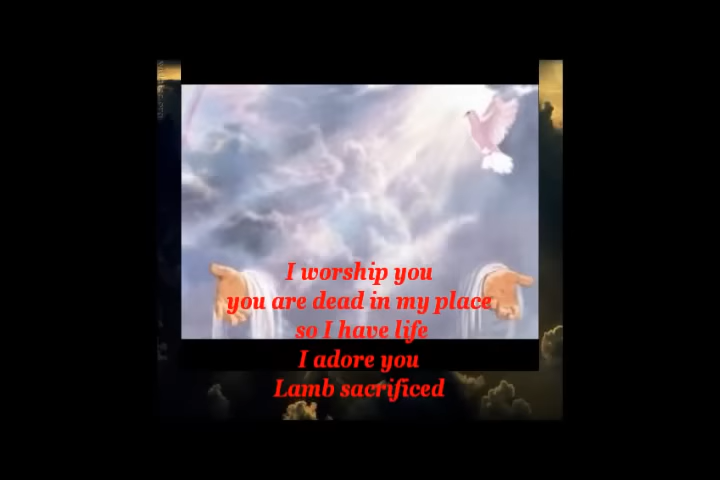 I worship you
you are dead in my place
so I have life
I adore you
Lamb sacrificed